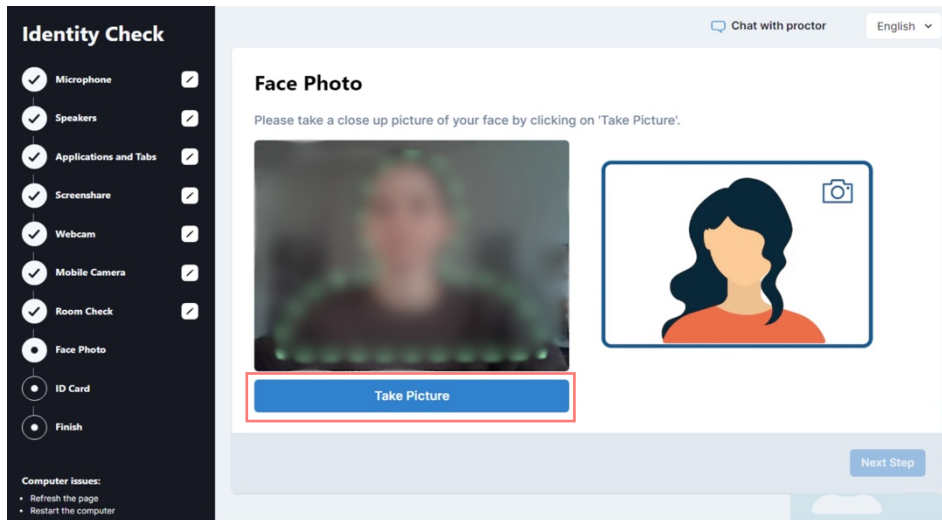 Identity Check
Microphone
Speakers
Applications and Tabs
Screenshare
Webcam
Mobile Camera
Room Check
Face Photo
ID Card
Finish
Computer issues:
Refresh the page
Restart the computer
Chat with proctor
English
Face Photo
Please take a close up picture of your face by clicking on 'Take Picture'.
Take Picture
Next Step